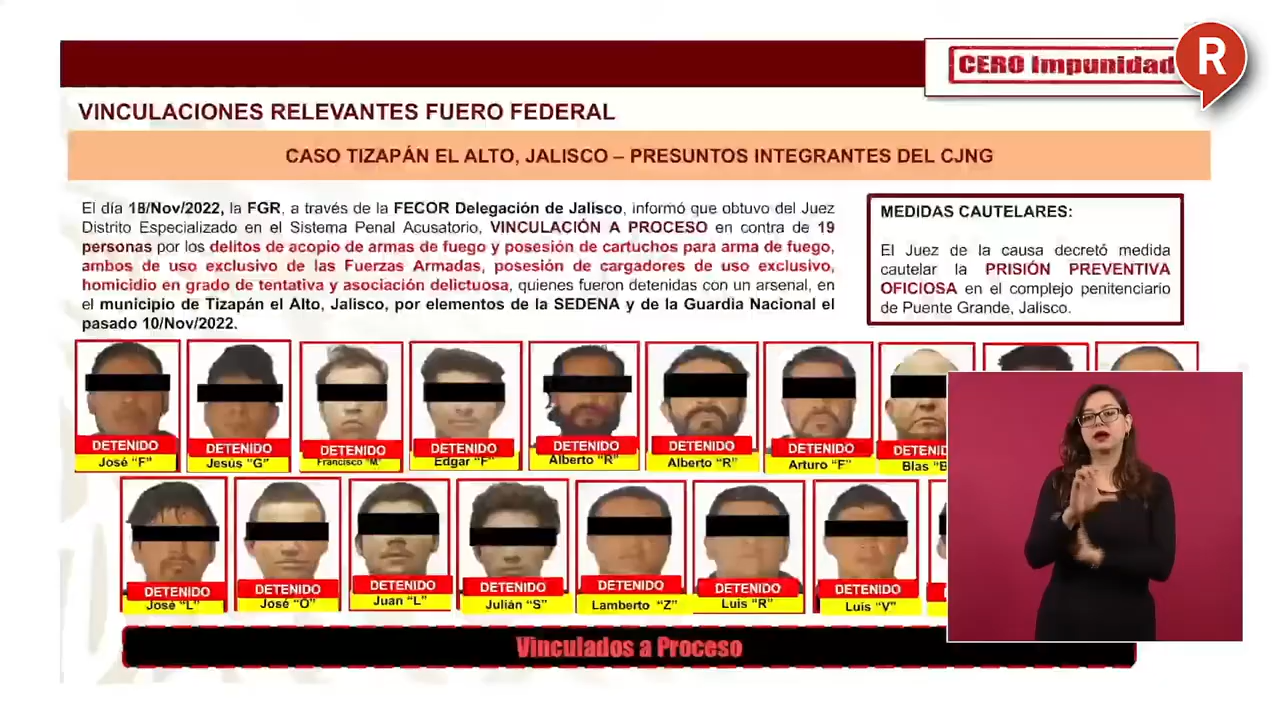 CERO Impunidad
R
VINCULACIONES RELEVANTES FUERO FEDERAL
CASO TIZAPÁN EL ALTO, JALISCO – PRESUNTOS INTEGRANTES DEL CJNG
El día 18/Nov/2022, la FGR, a través de la FECOR Delegación de Jalisco, informó que obtuvo del Juez
Distrito Especializado en el Sistema Penal Acusatorio, VINCULACIÓN A PROCESO en contra de 19
personas por los delitos de acopio de armas de fuego y posesión de cartuchos para arma de fuego,
ambos de uso exclusivo de las Fuerzas Armadas, posesión de cargadores de uso exclusivo,
homicidio en grado de tentativa y asociación delictuosa, quienes fueron detenidas con un arsenal, en
el municipio de Tizapán el Alto, Jalisco, por elementos de la SEDENA y de la Guardia Nacional el
pasado 10/Nov/2022.
MEDIDAS CAUTELARES:
El Juez de la causa decretó medida
cautelar la PRISIÓN PREVENTIVA
OFICIOSA en el complejo penitenciario
de Puente Grande, Jalisco.
DETENIDO DETENIDO DETENIDO DETENIDO DETENIDO DETENIDO DETENIDO DETENIDO
José "F" Jesús "G" Francisco "M" Edgar "F" Alberto "R" Alberto "R" Arturo "F" Blas "B
DETENIDO DETENIDO DETENIDO DETENIDO DETENIDO DETENIDO DETENIDO
José "L" José "O" Juan "L" Julián "S" Lamberto "Z" Luis "R" Luis "V"
Vinculados a Proceso